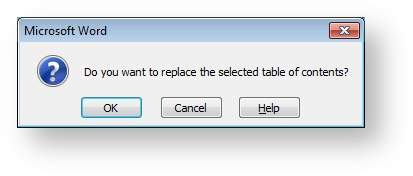 Microsoft Word
Do you want to replace the selected table of contents?
OK Cancel Help